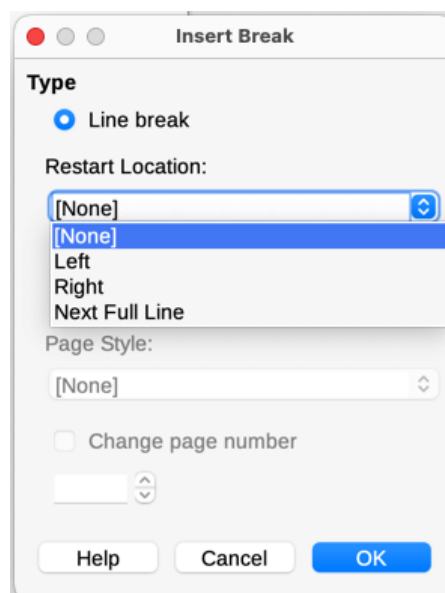 Insert Break
Type
Line break
Restart Location:
[None]
[None]
Left
Right
Next Full Line
Page Style:
[None]
Change page number
Help Cancel OK